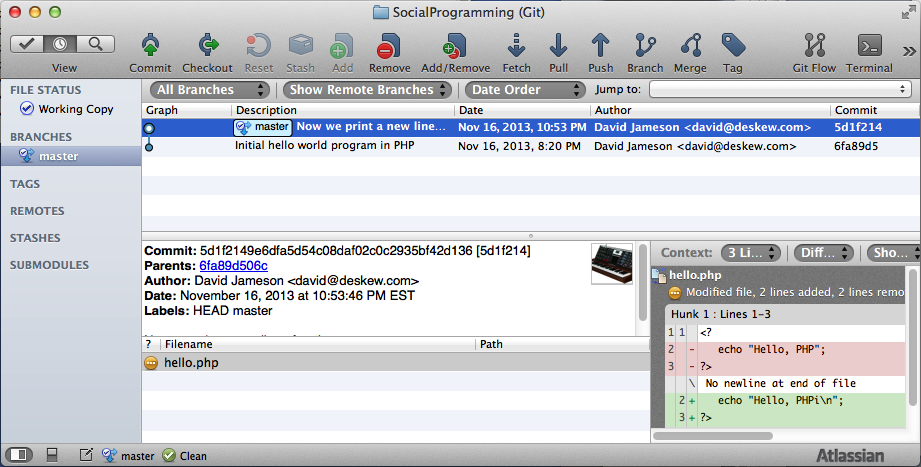 SocialProgramming (Git)
View Commit Checkout Reset Stash Add Remove Add/Remove Fetch Pull Push Branch Merge Tag Git Flow Terminal
FILE STATUS
Working Copy
BRANCHES
master
TAGS
REMOTES
STASHES
SUBMODULES
All Branches Show Remote Branches Date Order Jump to:
Graph Description Date Author Commit
master Now we print a new line... Nov 16, 2013, 10:53 PM David Jameson <david@deskew.com> 5d1f214
Initial hello world program in PHP Nov 16, 2013, 8:20 PM David Jameson <david@deskew.com> 6fa89d5
Commit: 5d1f2149e6dfa5d54c08daf02c0c2935bf42d136 [5d1f214]
Parents: 6fa89d506c
Author: David Jameson <david@deskew.com>
Date: November 16, 2013 at 10:53:46 PM EST
Labels: HEAD master
? Filename Path
hello.php
Context: 3 Li... Diff... Sho...
hello.php
Modified file, 2 lines added, 2 lines remo
Hunk 1 : Lines 1-3
1 1 <?
2 - echo "Hello, PHP";
3 - ?>
\ No newline at end of file
2 + echo "Hello, PHPi\n";
3 + ?>
master Clean
Atlassian